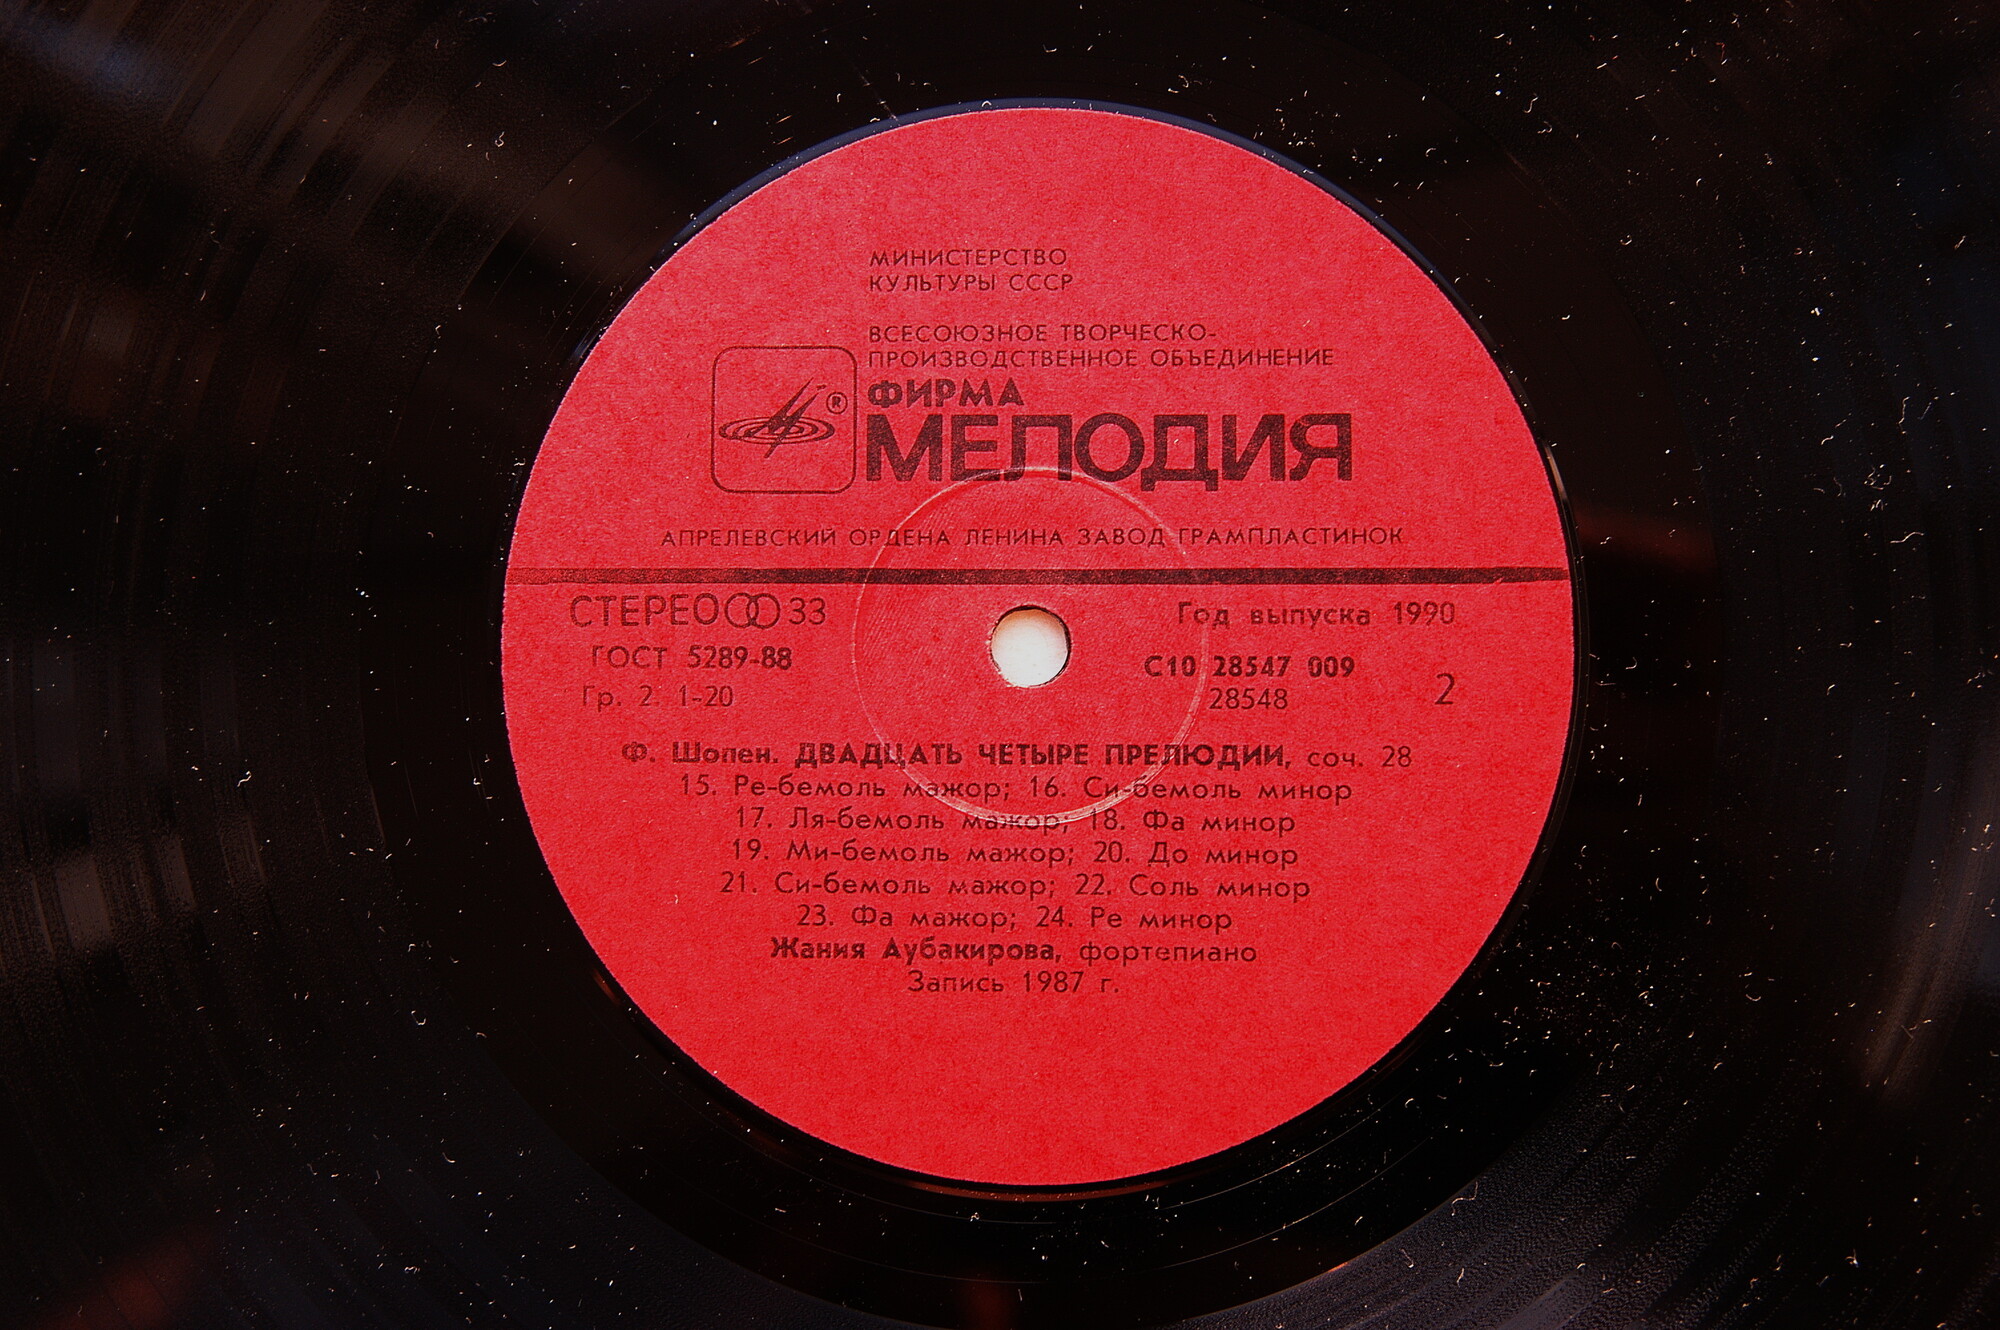 МИНИСТЕРСТВО
КУЛЬТУРЫ СССР
ВСЕСОЮЗНОЕ ТВОРЧЕСКО-
ПРОИЗВОДСТВЕННОЕ ОБЪЕДИНЕНИЕ
ФИРМА
®
МЕЛОДИЯ
АПРЕЛЕВСКИЙ ОРДЕНА ЛЕНИНА ЗАВОД ГРАМПЛАСТИНОК
СТЕРЕО 33
Год выпуска 1990
ГОСТ 5289-88
С10 28547 009
Гр. 2. 1-20
28548
2
Ф. Шопен. ДВАДЦАТЬ ЧЕТЫРЕ ПРЕЛЮДИИ, соч. 28
15. Ре-бемоль мажор; 16. Си-бемоль минор
17. Ля-бемоль мажор; 18. Фа минор
19. Ми-бемоль мажор; 20. До минор
21. Си-бемоль мажор; 22. Соль минор
23. Фа мажор; 24. Ре минор
Жания Аубакирова, фортепиано
Запись 1987 г.